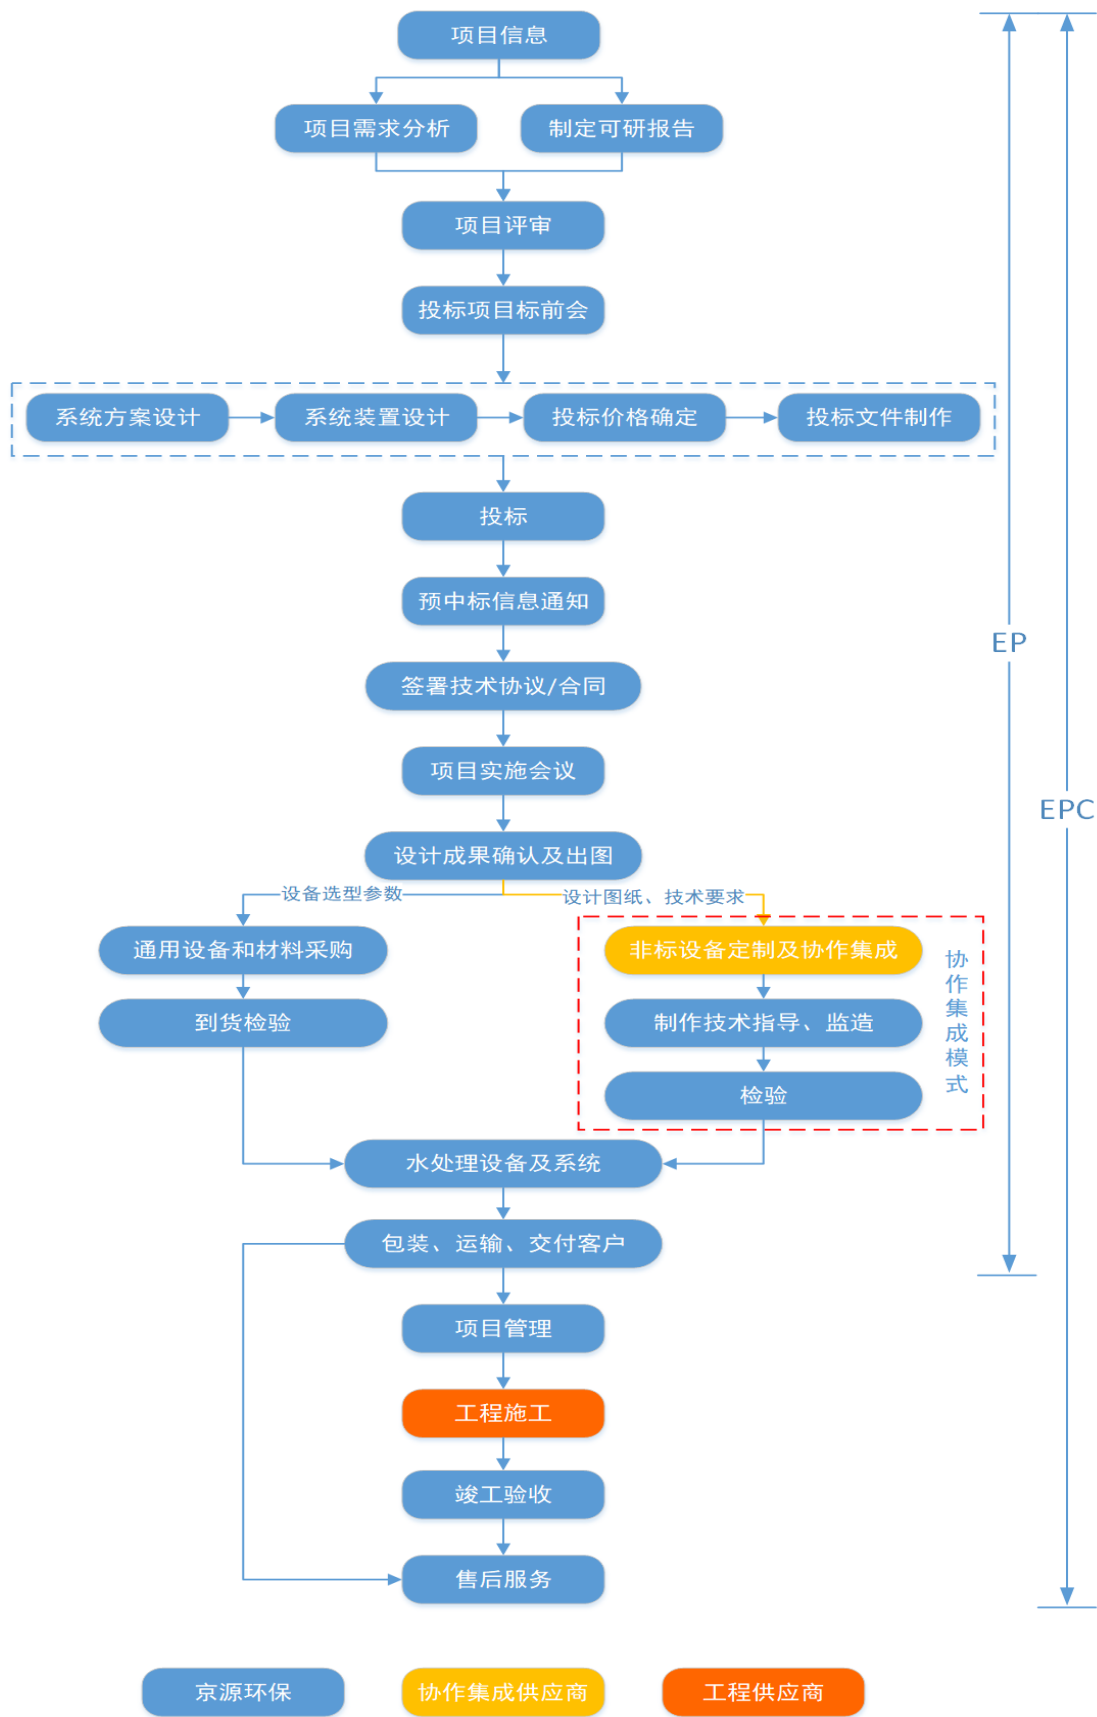 项目信息
项目需求分析
制定可研报告
项目评审
投标项目标前会
系统方案设计
系统装置设计
投标价格确定
投标文件制作
投标
预中标信息通知
EP
签署技术协议/合同
项目实施会议
EPC
设计成果确认及出图
设备选型参数
设计图纸、技术要求
通用设备和材料采购
非标设备定制及协作集成
协作集成模式
到货检验
制作技术指导、监造
检验
水处理设备及系统
包装、运输、交付客户
项目管理
工程施工
竣工验收
售后服务
京源环保
协作集成供应商
工程供应商